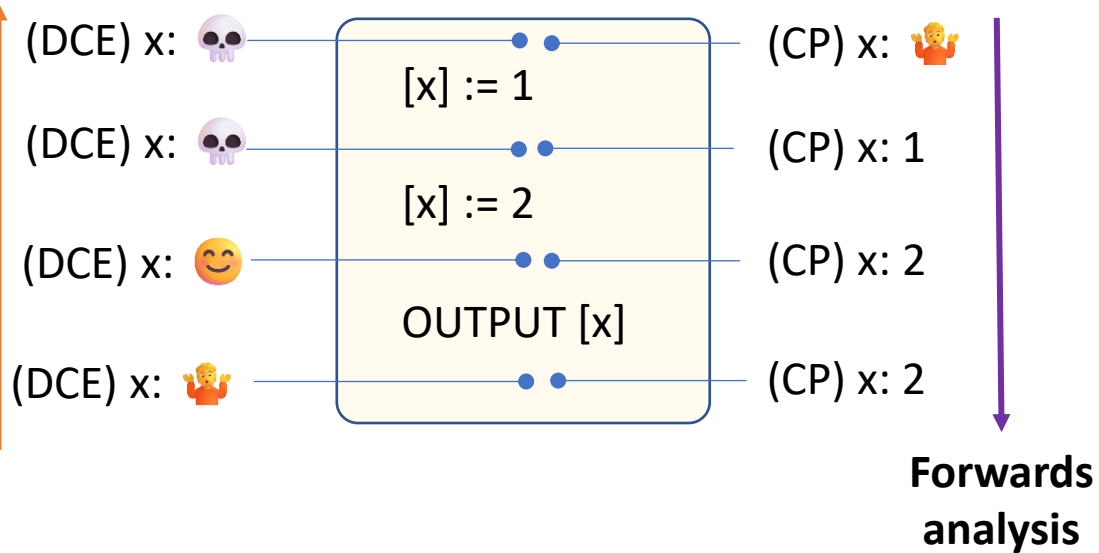 (DCE) x: 💀
(CP) x: 🤷
[x] := 1
(DCE) x: 💀
(CP) x: 1
[x] := 2
(DCE) x: 😊
(CP) x: 2
OUTPUT [x]
(DCE) x: 🤷
(CP) x: 2
Forwards
analysis